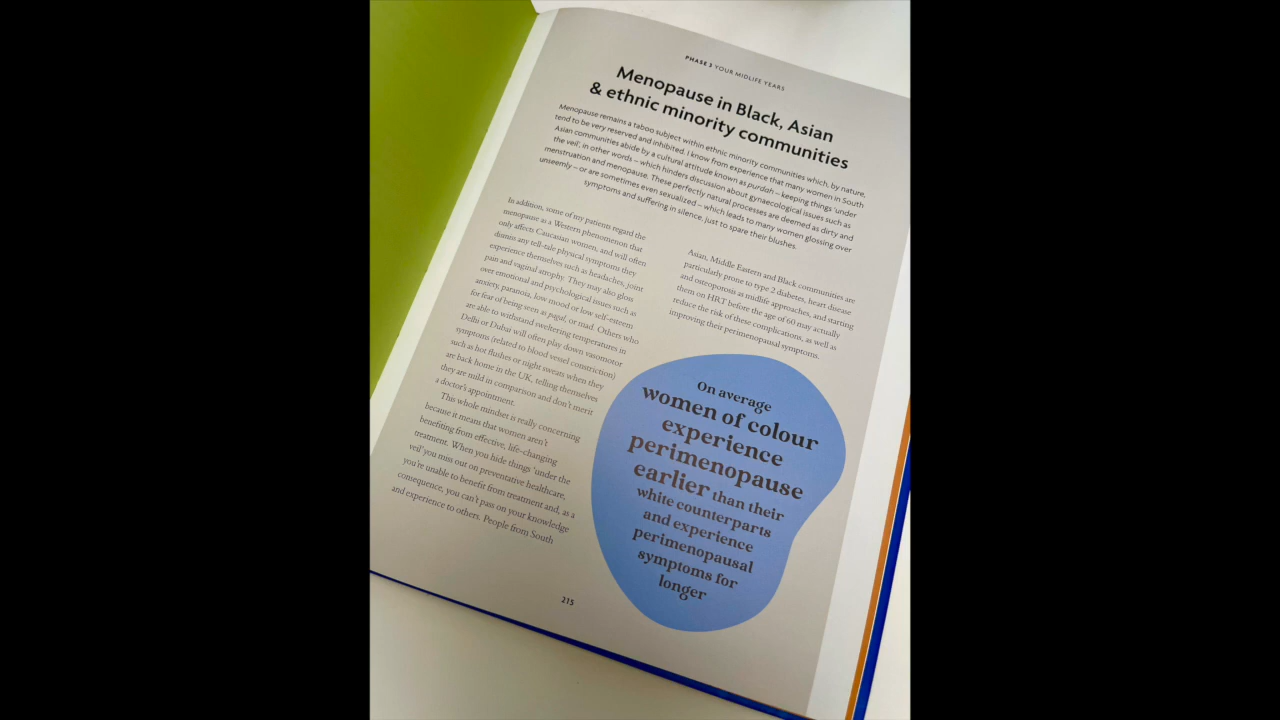 PHASE 3 YOUR MIDLIFE YEARS
Menopause in Black, Asian
& ethnic minority communities
Menopause remains a taboo subject within ethnic minority communities which, by nature,
tend to be very reserved and inhibited. I know from experience that many women in South
Asian communities abide by a cultural attitude known as purdah – keeping things 'under
the veil', in other words – which hinders discussion about gynaecological issues such as
menstruation and menopause. These perfectly natural processes are deemed as dirty and
unseemly – or are sometimes even sexualized – which leads to many women glossing over
symptoms and suffering in silence, just to spare their blushes.
In addition, some of my patients regard the
menopause as a Western phenomenon that
only affects Caucasian women, and will often
dismiss any tell-tale physical symptoms they
experience themselves such as headaches, joint
pain and vaginal atrophy. They may also gloss
over emotional and psychological issues such as
anxiety, paranoia, low mood or low self-esteem
for fear of being seen as pagal, or mad. Others who
are able to withstand sweltering temperatures in
Delhi or Dubai will often play down vasomotor
symptoms (related to blood vessel constriction)
such as hot flushes or night sweats when they
are back home in the UK, telling themselves
they are mild in comparison and don't merit
a doctor's appointment.
This whole mindset is really concerning
because it means that women aren't
benefiting from effective, life-changing
treatment. When you hide things 'under the
veil' you miss out on preventative healthcare,
you're unable to benefit from treatment and, as a
consequence, you can't pass on your knowledge
and experience to others. People from South
Asian, Middle Eastern and Black communities are
particularly prone to type 2 diabetes, heart disease
and osteoporosis as midlife approaches, and starting
them on HRT before the age of 60 may actually
reduce the risk of these complications, as well as
improving their perimenopausal symptoms.
On average
women of colour
experience
perimenopause
earlier than their
white counterparts
and experience
perimenopausal
symptoms for
longer
215